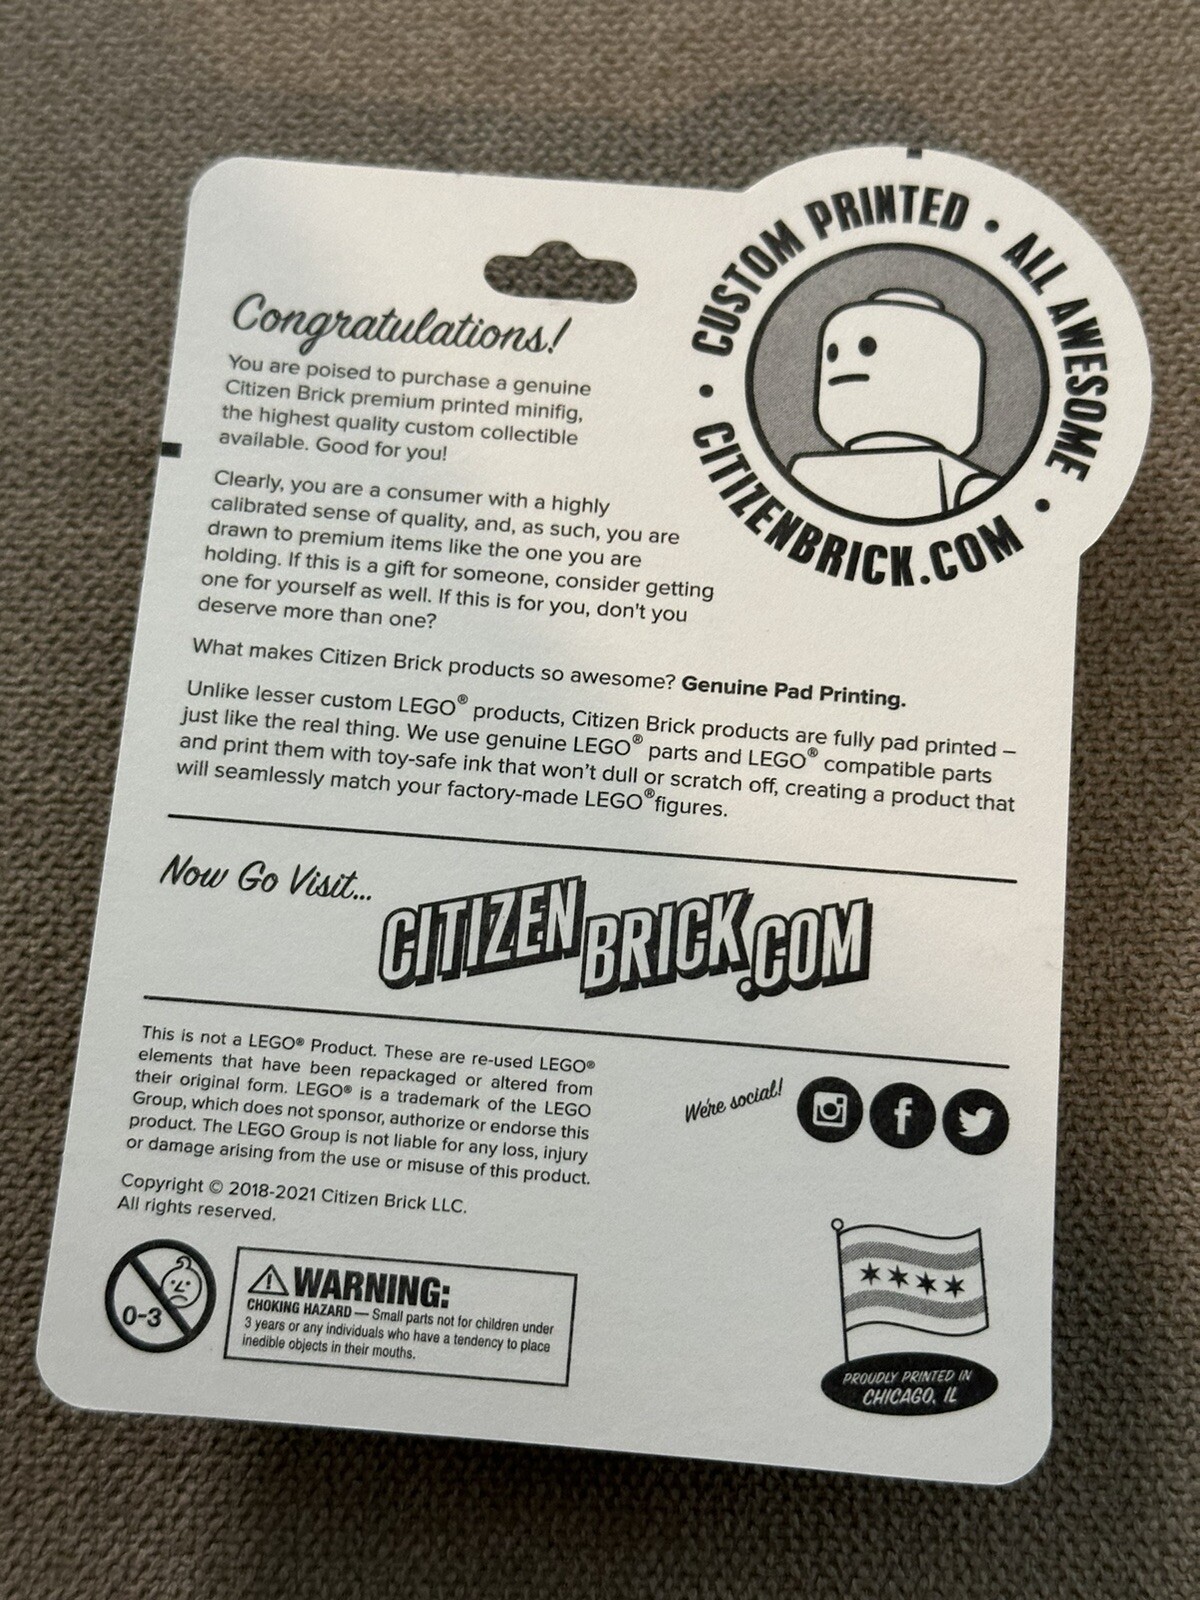 CUSTOM PRINTED • ALL AWESOME • CITIZENBRICK.COM •
Congratulations!
You are poised to purchase a genuine
Citizen Brick premium printed minifig,
the highest quality custom collectible
available. Good for you!
Clearly, you are a consumer with a highly
calibrated sense of quality, and, as such, you are
drawn to premium items like the one you are
holding. If this is a gift for someone, consider getting
one for yourself as well. If this is for you, don't you
deserve more than one?
What makes Citizen Brick products so awesome? Genuine Pad Printing.
Unlike lesser custom LEGO® products, Citizen Brick products are fully pad printed –
just like the real thing. We use genuine LEGO® parts and LEGO® compatible parts
and print them with toy-safe ink that won't dull or scratch off, creating a product that
will seamlessly match your factory-made LEGO® figures.
Now Go Visit...
CITIZENBRICK.COM
This is not a LEGO® Product. These are re-used LEGO®
elements that have been repackaged or altered from
their original form. LEGO® is a trademark of the LEGO
Group, which does not sponsor, authorize or endorse this
product. The LEGO Group is not liable for any loss, injury
or damage arising from the use or misuse of this product.
We're social!
Copyright © 2018-2021 Citizen Brick LLC.
All rights reserved.
0-3
WARNING:
CHOKING HAZARD — Small parts not for children under
3 years or any individuals who have a tendency to place
inedible objects in their mouths.
PROUDLY PRINTED IN
CHICAGO, IL